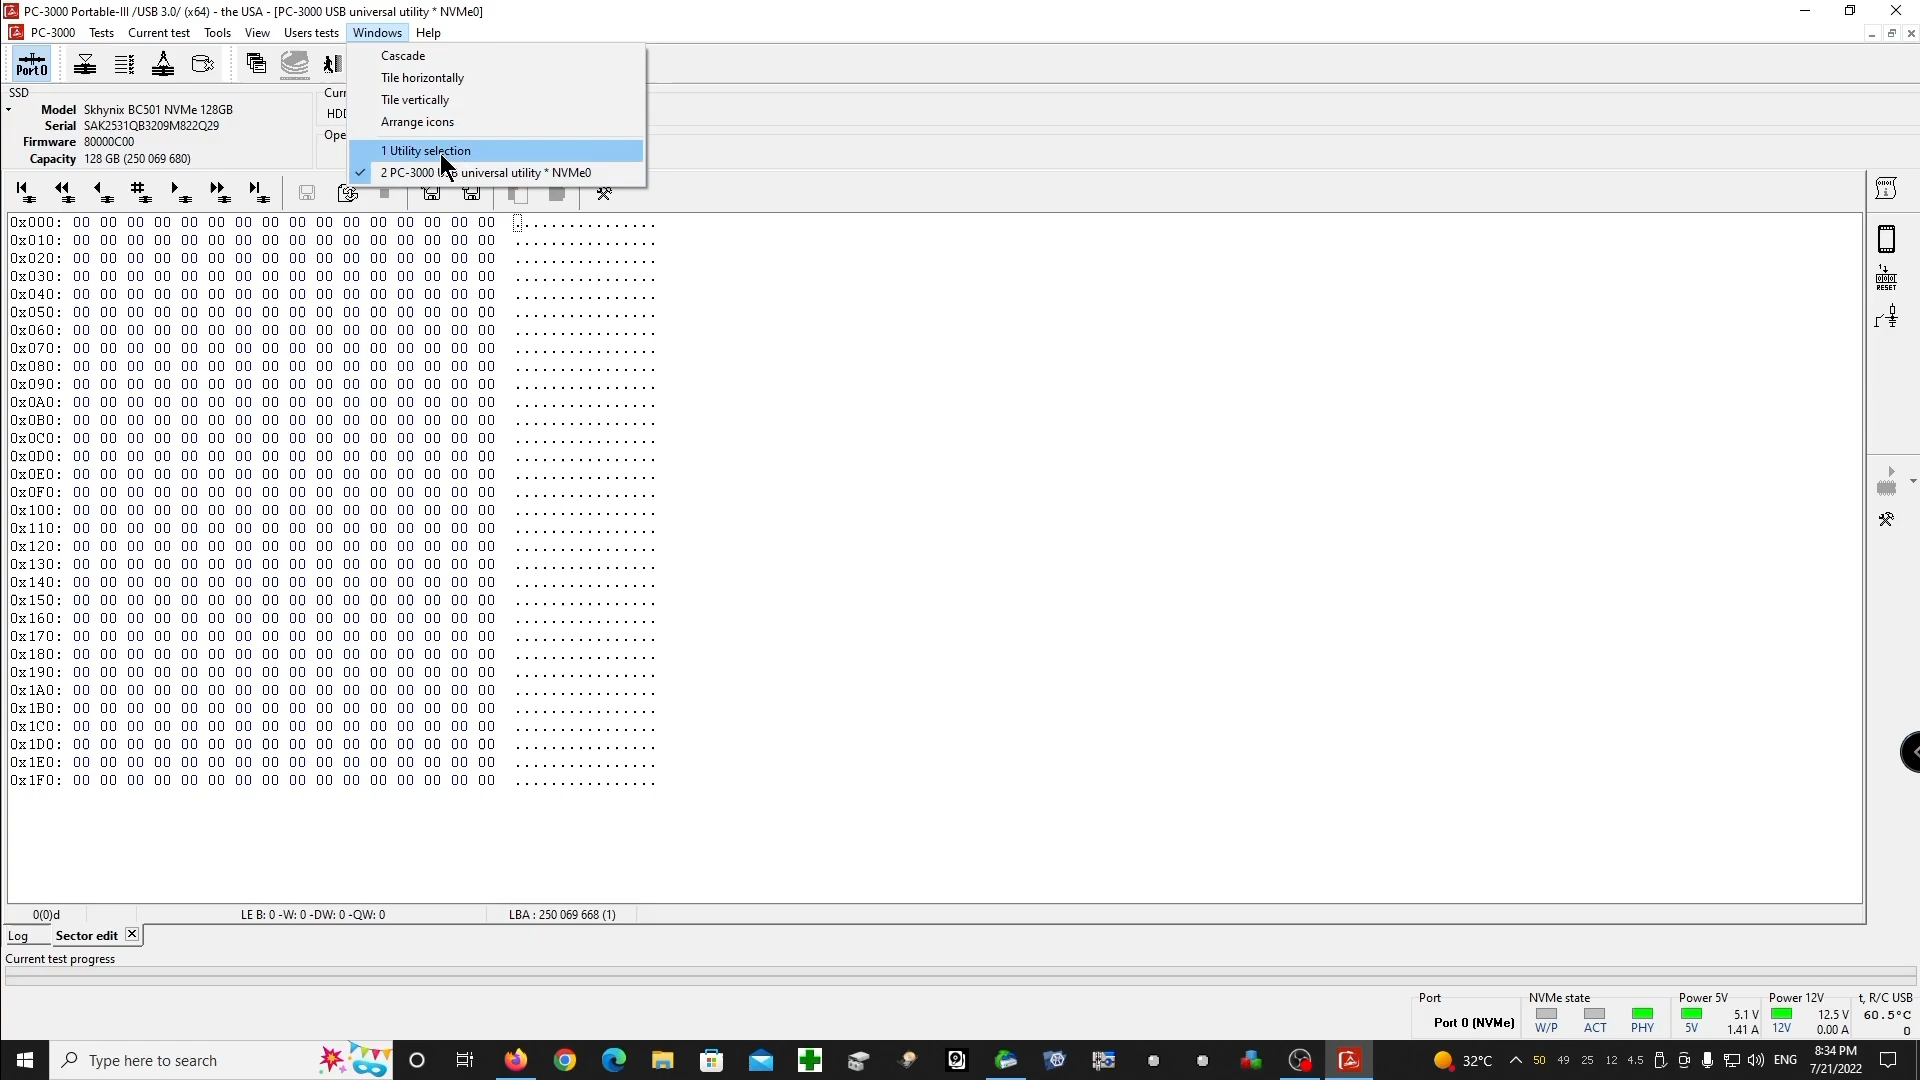 PC-3000 Portable-III /USB 3.0/ (x64) - the USA - [PC-3000 USB universal utility * NVMe0]
PC-3000 Tests Current test Tools View Users tests Windows Help
Port0
Cascade
Tile horizontally
Tile vertically
Arrange icons
1 Utility selection
SSD
Model Skhynix BC501 NVMe 128GB
Serial SAK2531QB3209M822Q29
Firmware 80000C00
Capacity 128 GB (250 069 680)
2 PC-3000 universal utility * NVMe0
RESET
0x000: 00 00 00 00 00 00 00 00 00 00 00 00 00 00 00 00 ................
0x010: 00 00 00 00 00 00 00 00 00 00 00 00 00 00 00 00 ................
0x020: 00 00 00 00 00 00 00 00 00 00 00 00 00 00 00 00 ................
0x030: 00 00 00 00 00 00 00 00 00 00 00 00 00 00 00 00 ................
0x040: 00 00 00 00 00 00 00 00 00 00 00 00 00 00 00 00 ................
0x050: 00 00 00 00 00 00 00 00 00 00 00 00 00 00 00 00 ................
0x060: 00 00 00 00 00 00 00 00 00 00 00 00 00 00 00 00 ................
0x070: 00 00 00 00 00 00 00 00 00 00 00 00 00 00 00 00 ................
0x080: 00 00 00 00 00 00 00 00 00 00 00 00 00 00 00 00 ................
0x090: 00 00 00 00 00 00 00 00 00 00 00 00 00 00 00 00 ................
0x0A0: 00 00 00 00 00 00 00 00 00 00 00 00 00 00 00 00 ................
0x0B0: 00 00 00 00 00 00 00 00 00 00 00 00 00 00 00 00 ................
0x0C0: 00 00 00 00 00 00 00 00 00 00 00 00 00 00 00 00 ................
0x0D0: 00 00 00 00 00 00 00 00 00 00 00 00 00 00 00 00 ................
0x0E0: 00 00 00 00 00 00 00 00 00 00 00 00 00 00 00 00 ................
0x0F0: 00 00 00 00 00 00 00 00 00 00 00 00 00 00 00 00 ................
0x100: 00 00 00 00 00 00 00 00 00 00 00 00 00 00 00 00 ................
0x110: 00 00 00 00 00 00 00 00 00 00 00 00 00 00 00 00 ................
0x120: 00 00 00 00 00 00 00 00 00 00 00 00 00 00 00 00 ................
0x130: 00 00 00 00 00 00 00 00 00 00 00 00 00 00 00 00 ................
0x140: 00 00 00 00 00 00 00 00 00 00 00 00 00 00 00 00 ................
0x150: 00 00 00 00 00 00 00 00 00 00 00 00 00 00 00 00 ................
0x160: 00 00 00 00 00 00 00 00 00 00 00 00 00 00 00 00 ................
0x170: 00 00 00 00 00 00 00 00 00 00 00 00 00 00 00 00 ................
0x180: 00 00 00 00 00 00 00 00 00 00 00 00 00 00 00 00 ................
0x190: 00 00 00 00 00 00 00 00 00 00 00 00 00 00 00 00 ................
0x1A0: 00 00 00 00 00 00 00 00 00 00 00 00 00 00 00 00 ................
0x1B0: 00 00 00 00 00 00 00 00 00 00 00 00 00 00 00 00 ................
0x1C0: 00 00 00 00 00 00 00 00 00 00 00 00 00 00 00 00 ................
0x1D0: 00 00 00 00 00 00 00 00 00 00 00 00 00 00 00 00 ................
0x1E0: 00 00 00 00 00 00 00 00 00 00 00 00 00 00 00 00 ................
0x1F0: 00 00 00 00 00 00 00 00 00 00 00 00 00 00 00 00 ................
0(0)d LE B: 0 -W: 0 -DW: 0 -QW: 0 LBA : 250 069 668 (1)
Log Sector edit
Current test progress
Port NVMe state Power 5V Power 12V t, R/C USB
Port 0 (NVMe) W/P ACT PHY 5V 5.1 V 1.41 A 12V 12.5 V 0.00 A 60.5°C 0
Type here to search 32°C 50 49 25 12 4.5 ENG 8:34 PM
7/21/2022